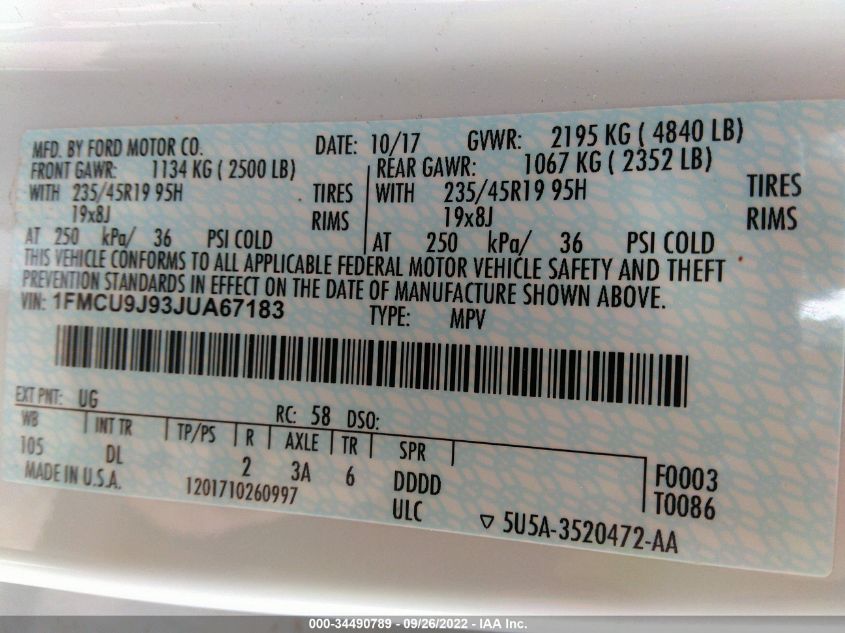 MFD. BY FORD MOTOR CO. DATE: 10/17 GVWR: 2195 KG ( 4840 LB)
FRONT GAWR: 1134 KG ( 2500 LB) REAR GAWR: 1067 KG ( 2352 LB)
WITH 235/45R19 95H TIRES WITH 235/45R19 95H TIRES
19x8J RIMS 19x8J RIMS
AT 250 kPa/ 36 PSI COLD AT 250 kPa/ 36 PSI COLD
THIS VEHICLE CONFORMS TO ALL APPLICABLE FEDERAL MOTOR VEHICLE SAFETY AND THEFT
PREVENTION STANDARDS IN EFFECT ON THE DATE OF MANUFACTURE SHOWN ABOVE.
VIN: 1FMCU9J93JUA67183 TYPE: MPV
EXT PNT: UG RC: 58 DSO:
WB INT TR TP/PS R AXLE TR SPR
105 DL 2 3A 6 DDDD F0003
MADE IN U.S.A. 1201710260997 ULC T0086
▽ 5U5A-3520472-AA
000-34490789 - 09/26/2022 - IAA Inc.